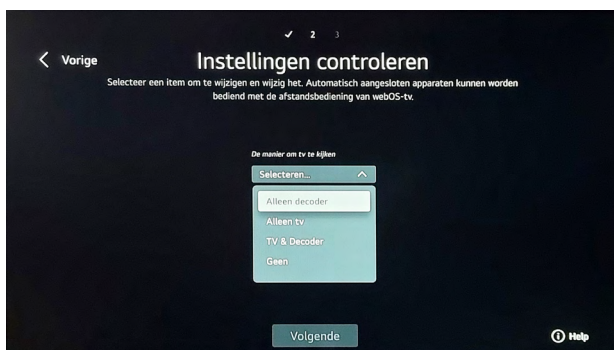 ✓ 2 3
Vorige
Instellingen controleren
Selecteer een item om te wijzigen en wijzig het. Automatisch aangesloten apparaten kunnen worden
bediend met de afstandsbediening van webOS-tv.
De manier om tv te kijken
Selecteren...
Alleen decoder
Alleen tv
TV & Decoder
Geen
Volgende
Help